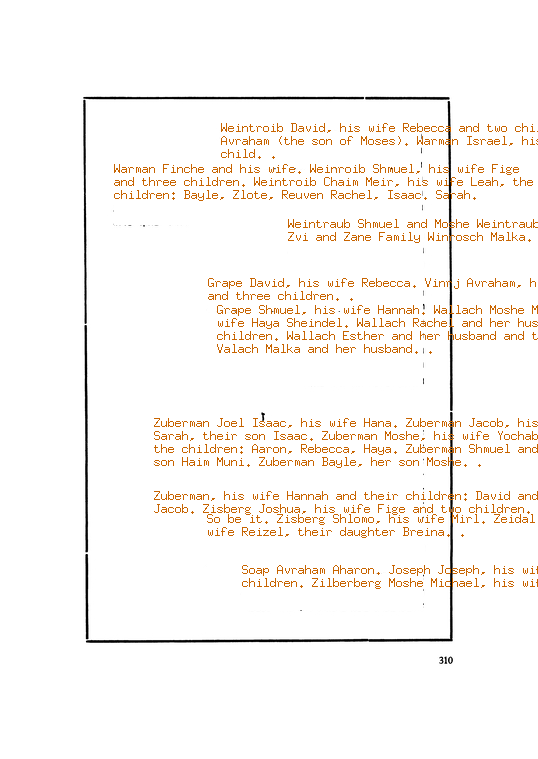 Weintroib David, his wife Rebecca and two chi
Avraham (the son of Moses). Warman Israel, his
child. .
Warman Finche and his wife. Weinroib Shmuel, his wife Fige
and three children. Weintroib Chaim Meir, his wife Leah, the
children: Bayle, Zlote, Reuven Rachel, Isaac. Sarah.
Weintraub Shmuel and Moshe Weintraub
Zvi and Zane Family Winrosch Malka.
Grape David, his wife Rebecca. Vinrij Avraham, h
and three children. .
Grape Shmuel, his wife Hannah. Wallach Moshe M
wife Haya Sheindel. Wallach Rachel and her hus
children. Wallach Esther and her husband and t
Valach Malka and her husband. .
Zuberman Joel Isaac, his wife Hana. Zuberman Jacob, his
Sarah, their son Isaac. Zuberman Moshe, his wife Yochab
the children: Aaron, Rebecca, Haya. Zuberman Shmuel and
son Haim Muni. Zuberman Bayle, her son Moshe. .
Zuberman, his wife Hannah and their children: David and
Jacob. Zisberg Joshua, his wife Fige and two children.
So be it. Zisberg Shlomo, his wife Mirl. Zeidal
wife Reizel, their daughter Breina. .
Soap Avraham Aharon. Joseph Joseph, his wif
children. Zilberberg Moshe Michael, his wif
310